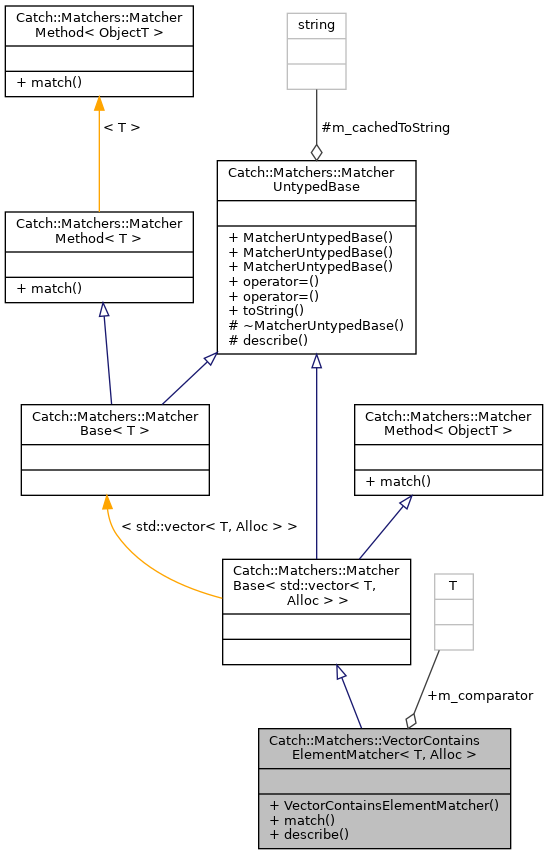 Catch::Matchers::Matcher
Method< ObjectT >
+ match()
string
< T >
#m_cachedToString
Catch::Matchers::Matcher
UntypedBase
+ MatcherUntypedBase()
+ MatcherUntypedBase()
+ MatcherUntypedBase()
+ operator=()
+ operator=()
+ toString()
# ~MatcherUntypedBase()
# describe()
Catch::Matchers::Matcher
Method< T >
+ match()
Catch::Matchers::Matcher
Base< T >
Catch::Matchers::Matcher
Method< ObjectT >
+ match()
< std::vector< T, Alloc > >
Catch::Matchers::Matcher
Base< std::vector< T,
Alloc > >
T
+m_comparator
Catch::Matchers::VectorContains
ElementMatcher< T, Alloc >
+ VectorContainsElementMatcher()
+ match()
+ describe()